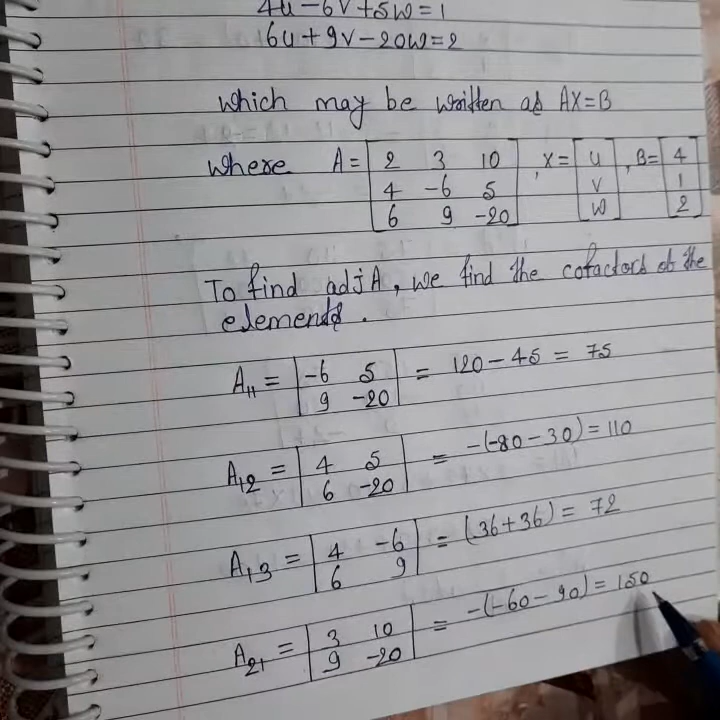 4u-6v+5w=1
6u+9v-20w=2
which may be written as AX=B
where A= [2 3 10], X= [u], B= [4]
[4 -6 5] [v] [1]
[6 9 -20] [w] [2]
To find adjA, we find the cofactors of the
elements.
A11 = |-6 5| = 120-45 = 75
|9 -20|
A12 = |4 5| = -(-80-30) = 110
|6 -20|
A13 = |4 -6| = (36+36) = 72
|6 9|
A21 = |3 10| = -(-60-90) = 150
|9 -20|